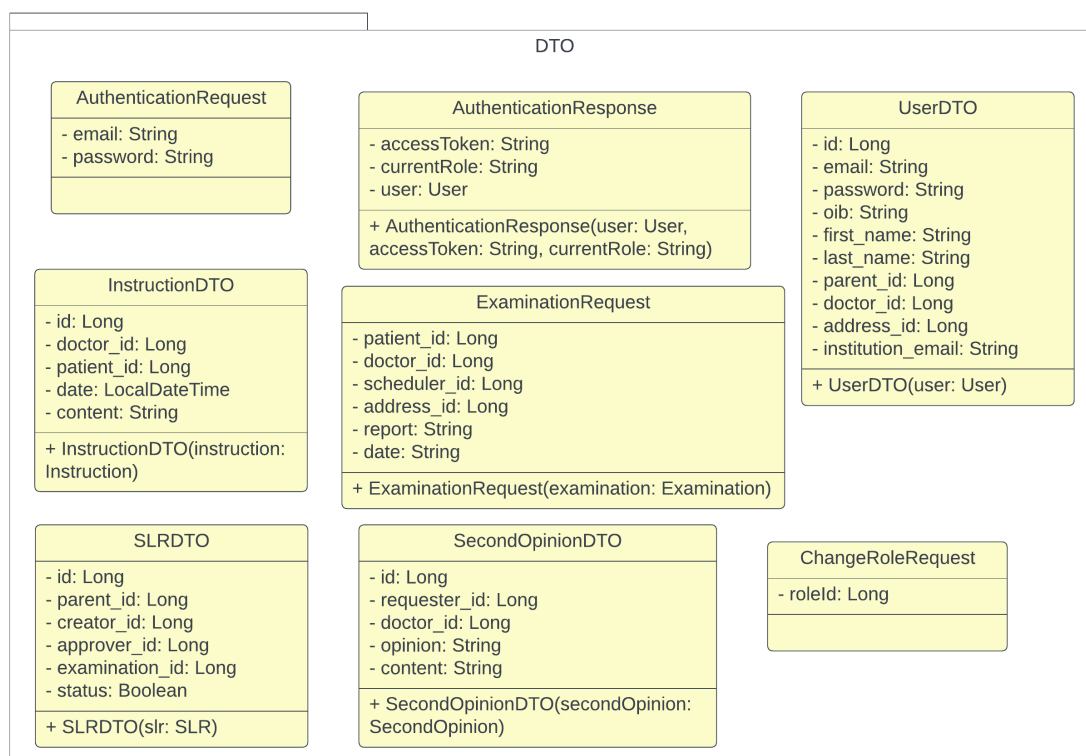 DTO
AuthenticationRequest
- email: String
- password: String
AuthenticationResponse
- accessToken: String
- currentRole: String
- user: User
+ AuthenticationResponse(user: User,
accessToken: String, currentRole: String)
UserDTO
- id: Long
- email: String
- password: String
- oib: String
- first_name: String
- last_name: String
- parent_id: Long
- doctor_id: Long
- address_id: Long
- institution_email: String
+ UserDTO(user: User)
InstructionDTO
- id: Long
- doctor_id: Long
- patient_id: Long
- date: LocalDateTime
- content: String
+ InstructionDTO(instruction:
Instruction)
ExaminationRequest
- patient_id: Long
- doctor_id: Long
- scheduler_id: Long
- address_id: Long
- report: String
- date: String
+ ExaminationRequest(examination: Examination)
SLRDTO
- id: Long
- parent_id: Long
- creator_id: Long
- approver_id: Long
- examination_id: Long
- status: Boolean
+ SLRDTO(slr: SLR)
SecondOpinionDTO
- id: Long
- requester_id: Long
- doctor_id: Long
- opinion: String
- content: String
+ SecondOpinionDTO(secondOpinion:
SecondOpinion)
ChangeRoleRequest
- roleId: Long